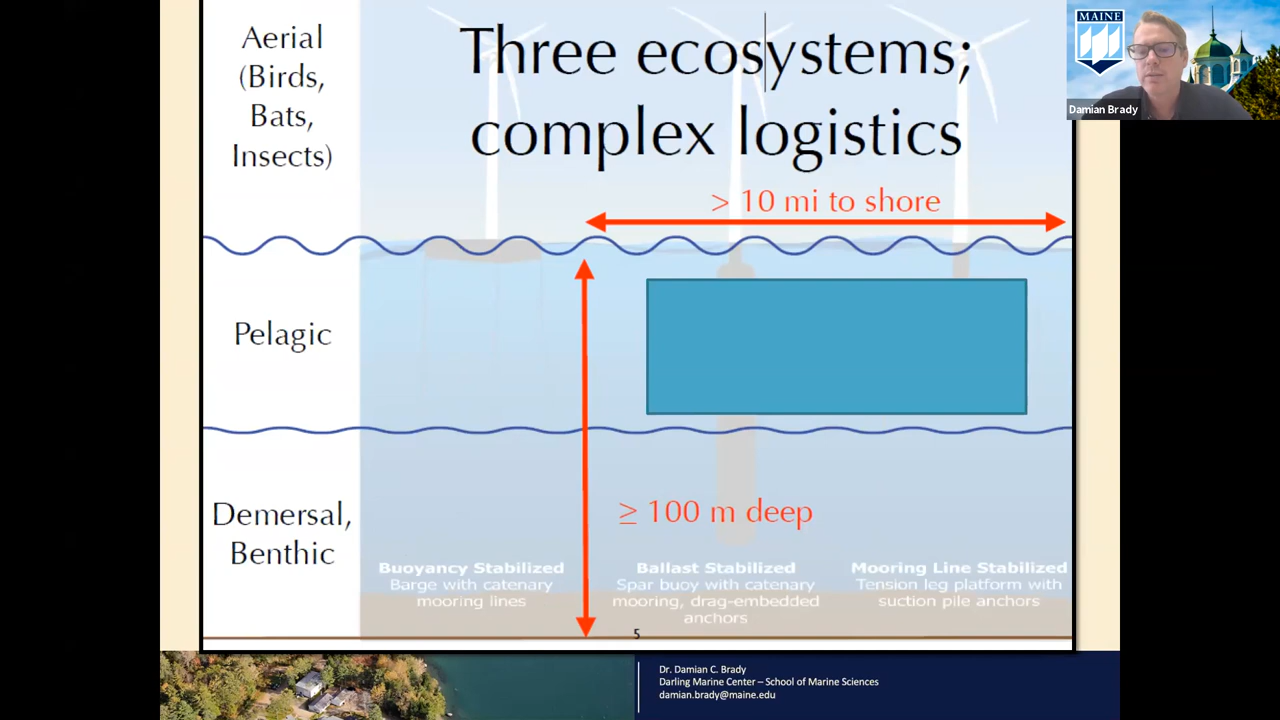 Aerial
(Birds,
Bats,
Insects)
Three ecosystems;
complex logistics
> 10 mi to shore
Pelagic
Demersal,
Benthic
≥ 100 m deep
Buoyancy Stabilized
Barge with catenary
mooring lines
Ballast Stabilized
Spar buoy with catenary
mooring, drag-embedded
anchors
Mooring Line Stabilized
Tension leg platform with
suction pile anchors
5
MAINE
Damian Brady
Dr. Damian C. Brady
Darling Marine Center – School of Marine Sciences
damian.brady@maine.edu